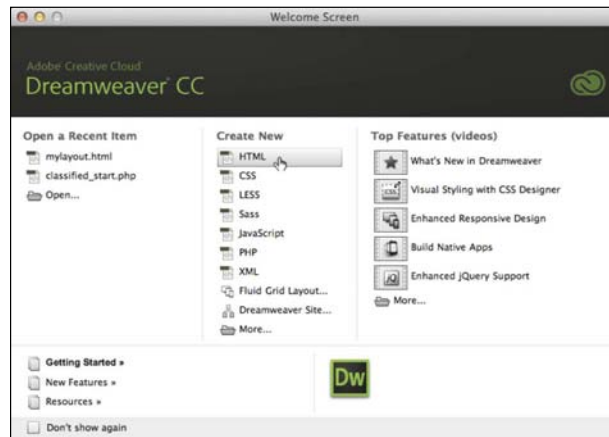 Welcome Screen
Adobe Creative Cloud
Dreamweaver CC
Open a Recent Item
mylayout.html
classified_start.php
Open...
Create New
HTML
CSS
LESS
Sass
JavaScript
PHP
XML
Fluid Grid Layout...
Dreamweaver Site...
More...
Top Features (videos)
What's New in Dreamweaver
Visual Styling with CSS Designer
Enhanced Responsive Design
Build Native Apps
Enhanced jQuery Support
More...
Getting Started »
New Features »
Resources »
Dw
Don't show again